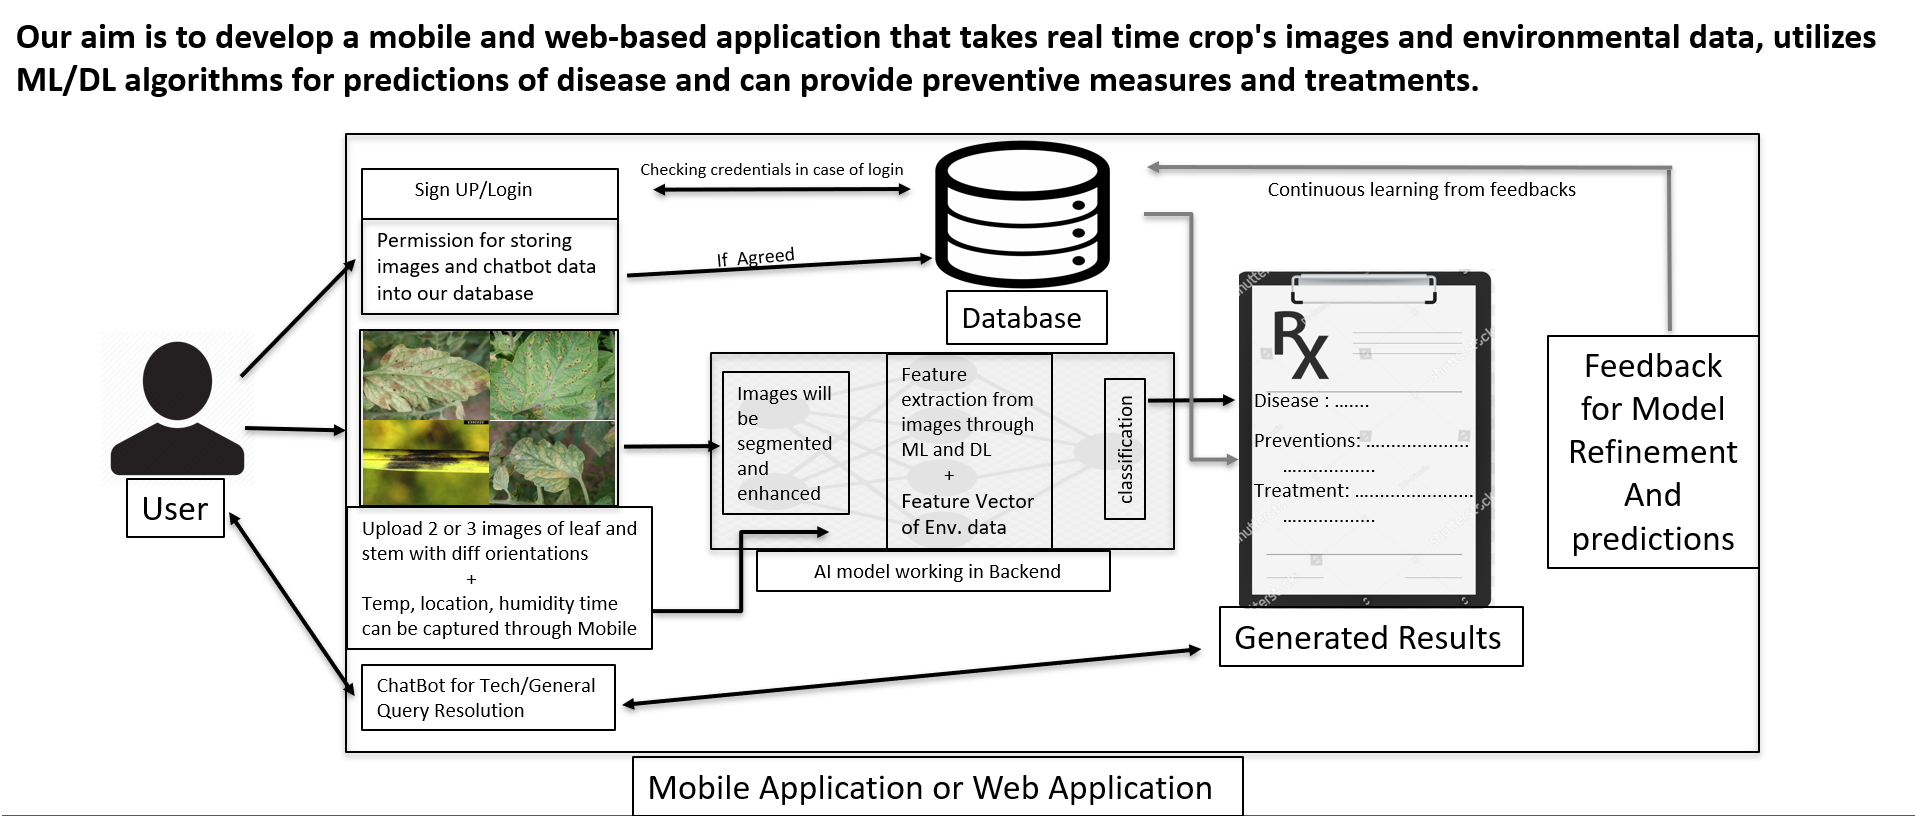 Our aim is to develop a mobile and web-based application that takes real time crop's images and environmental data, utilizes
ML/DL algorithms for predictions of disease and can provide preventive measures and treatments.
Sign UP/Login
Permission for storing
images and chatbot data
into our database
Checking credentials in case of login
If Agreed
Database
Continuous learning from feedbacks
User
Upload 2 or 3 images of leaf and
stem with diff orientations
+
Temp, location, humidity time
can be captured through Mobile
Images will
be
segmented
and
enhanced
Feature
extraction from
images through
ML and DL
+
Feature Vector
of Env. data
classification
AI model working in Backend
Rx
Disease : .......
Preventions: .....................
..................
Treatment: ........................
..................
Generated Results
Feedback
for Model
Refinement
And
predictions
ChatBot for Tech/General
Query Resolution
Mobile Application or Web Application